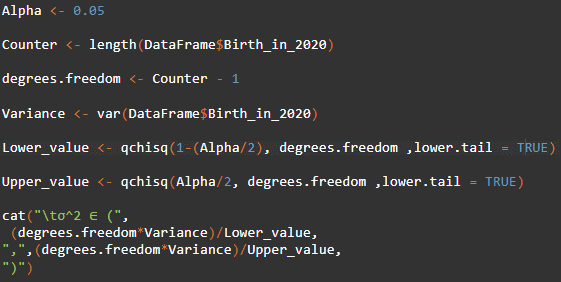 Alpha <- 0.05
Counter <- length(DataFrame$Birth_in_2020)
degrees.freedom <- Counter - 1
Variance <- var(DataFrame$Birth_in_2020)
Lower_value <- qchisq(1-(Alpha/2), degrees.freedom ,lower.tail = TRUE)
Upper_value <- qchisq(Alpha/2, degrees.freedom ,lower.tail = TRUE)
cat("\tσ^2 ∈ (",
(degrees.freedom*Variance)/Lower_value,
",",(degrees.freedom*Variance)/Upper_value,
")")